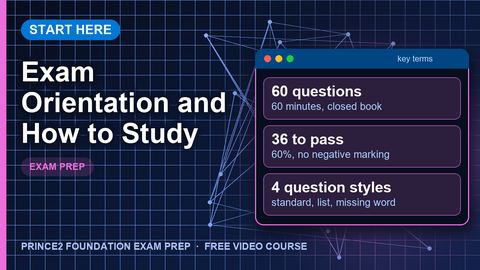 START HERE
Exam
Orientation and
How to Study
EXAM PREP
key terms
60 questions
60 minutes, closed book
36 to pass
60%, no negative marking
4 question styles
standard, list, missing word
PRINCE2 FOUNDATION EXAM PREP · FREE VIDEO COURSE